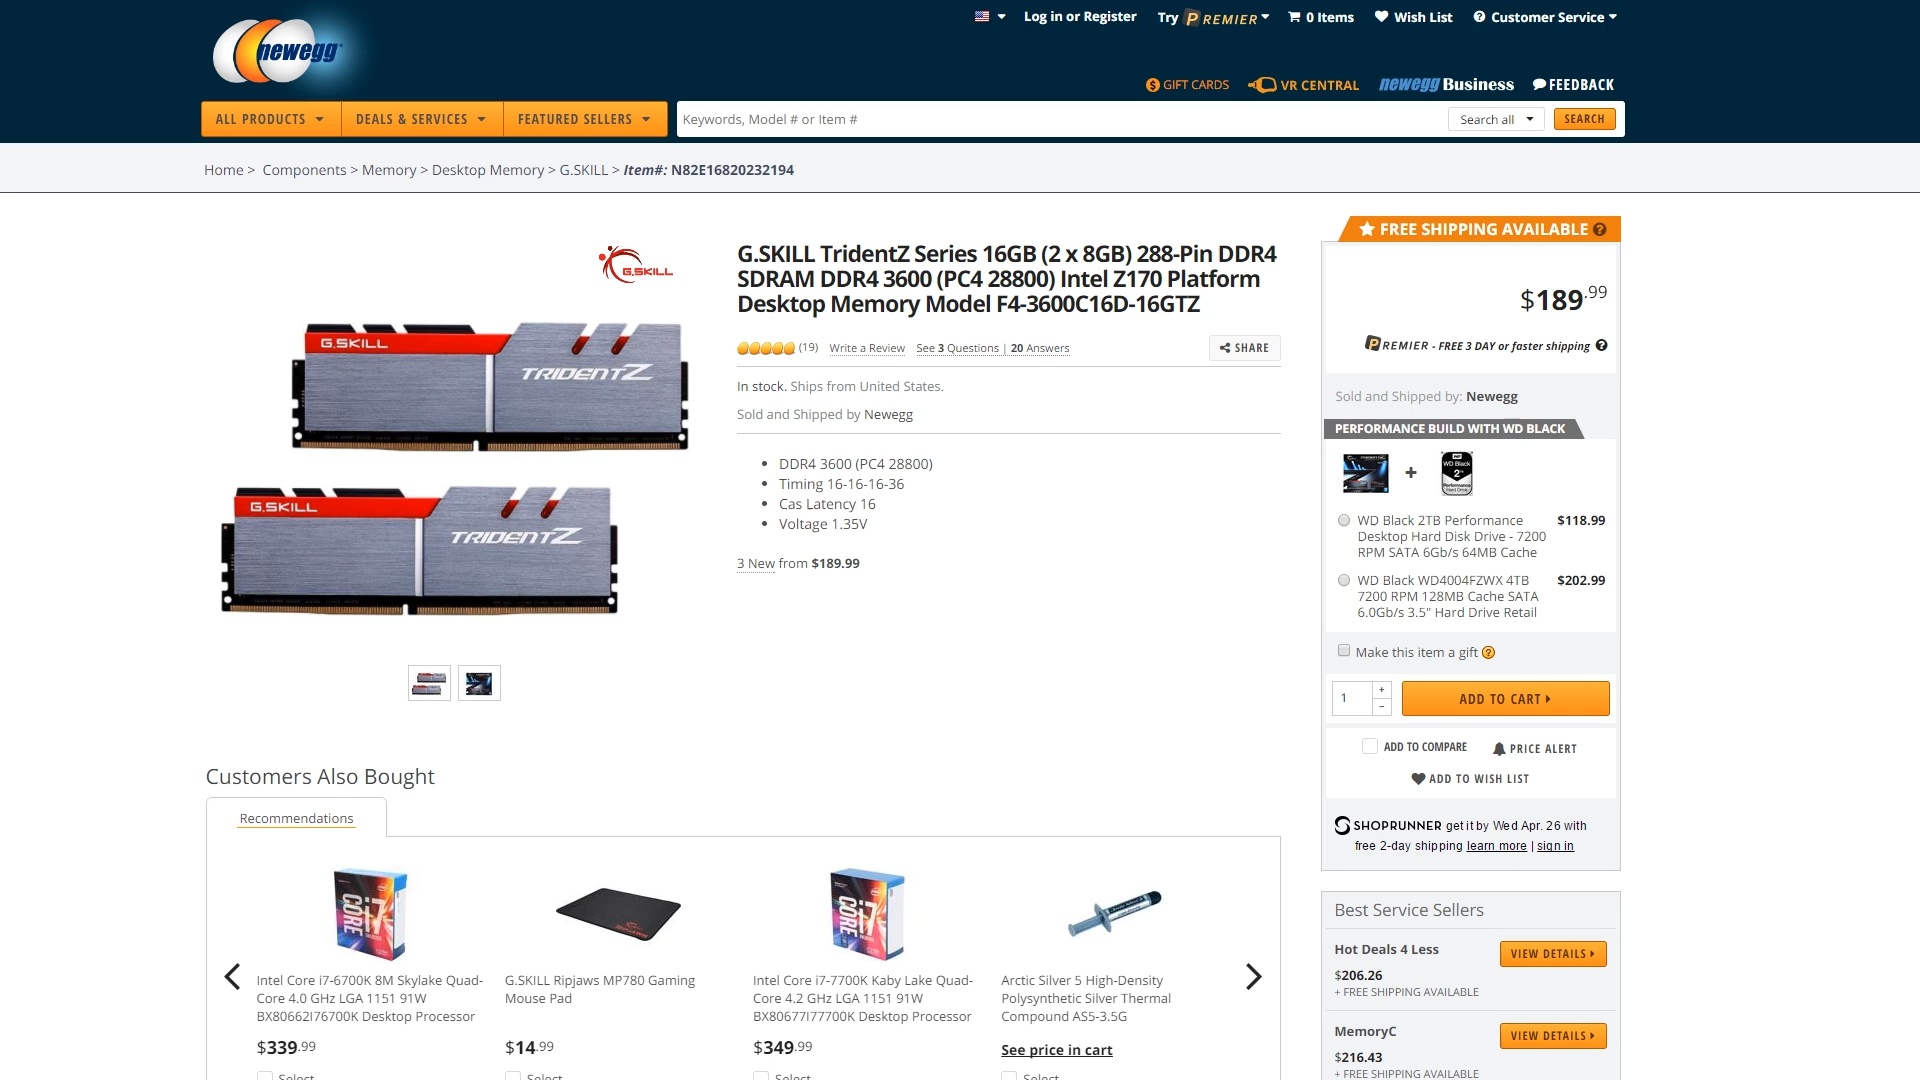 Log in or Register
Try PREMIER
0 Items
Wish List
Customer Service
newegg
GIFT CARDS
VR CENTRAL
newegg Business
FEEDBACK
ALL PRODUCTS
DEALS & SERVICES
FEATURED SELLERS
Keywords, Model # or Item #
Search all
SEARCH
Home > Components > Memory > Desktop Memory > G.SKILL > Item#: N82E16820232194
FREE SHIPPING AVAILABLE
G.SKILL
G.SKILL
TRIDENTZ
G.SKILL
TRIDENTZ
G.SKILL TridentZ Series 16GB (2 x 8GB) 288-Pin DDR4
SDRAM DDR4 3600 (PC4 28800) Intel Z170 Platform
Desktop Memory Model F4-3600C16D-16GTZ
(19) Write a Review See 3 Questions | 20 Answers
SHARE
In stock. Ships from United States.
Sold and Shipped by Newegg
DDR4 3600 (PC4 28800)
Timing 16-16-16-36
Cas Latency 16
Voltage 1.35V
3 New from $189.99
$189.99
PREMIER - FREE 3 DAY or faster shipping
Sold and Shipped by: Newegg
PERFORMANCE BUILD WITH WD BLACK
+
WD Black
WD Black 2TB Performance $118.99
Desktop Hard Disk Drive - 7200
RPM SATA 6Gb/s 64MB Cache
WD Black WD4004FZWX 4TB $202.99
7200 RPM 128MB Cache SATA
6.0Gb/s 3.5" Hard Drive Retail
Make this item a gift ?
1
+
-
ADD TO CART
ADD TO COMPARE
PRICE ALERT
ADD TO WISH LIST
SHOPRUNNER get it by Wed Apr. 26 with
free 2-day shipping learn more | sign in
Customers Also Bought
Recommendations
CORE i7
Intel Core i7-6700K 8M Skylake Quad-
Core 4.0 GHz LGA 1151 91W
BX80662I76700K Desktop Processor
$339.99
Select
G.SKILL Ripjaws MP780 Gaming
Mouse Pad
$14.99
Select
CORE i7
Intel Core i7-7700K Kaby Lake Quad-
Core 4.2 GHz LGA 1151 91W
BX80677I77700K Desktop Processor
$349.99
Select
Arctic Silver 5 High-Density
Polysynthetic Silver Thermal
Compound AS5-3.5G
See price in cart
Select
Best Service Sellers
Hot Deals 4 Less
$206.26
+ FREE SHIPPING AVAILABLE
VIEW DETAILS
MemoryC
$216.43
+ FREE SHIPPING AVAILABLE
VIEW DETAILS